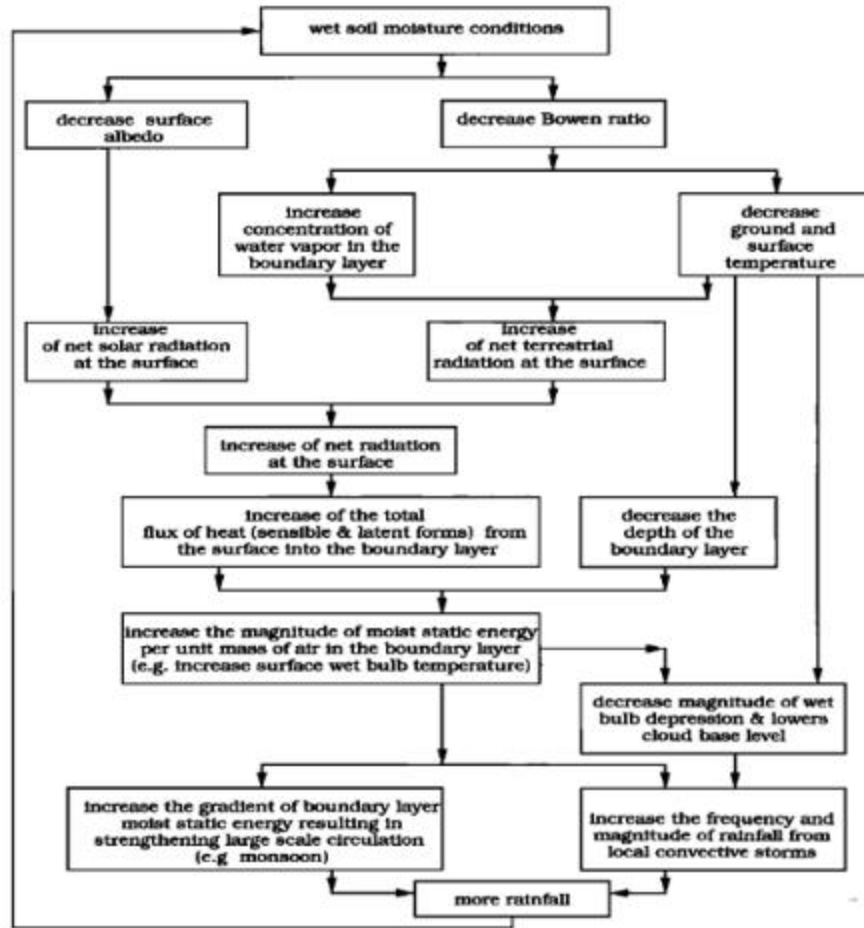 wet soil moisture conditions
decrease surface
albedo
decrease Bowen ratio
increase
concentration of
water vapor in the
boundary layer
decrease
ground and
surface
temperature
increase
of net solar radiation
at the surface
increase
of net terrestrial
radiation at the surface
increase of net radiation
at the surface
increase of the total
flux of heat (sensible & latent forms) from
the surface into the boundary layer
decrease the
depth of the
boundary layer
increase the magnitude of moist static energy
per unit mass of air in the boundary layer
(e.g. increase surface wet bulb temperature)
decrease magnitude of wet
bulb depression & lowers
cloud base level
increase the gradient of boundary layer
moist static energy resulting in
strengthening large scale circulation
(e.g monsoon)
increase the frequency and
magnitude of rainfall from
local convective storms
more rainfall